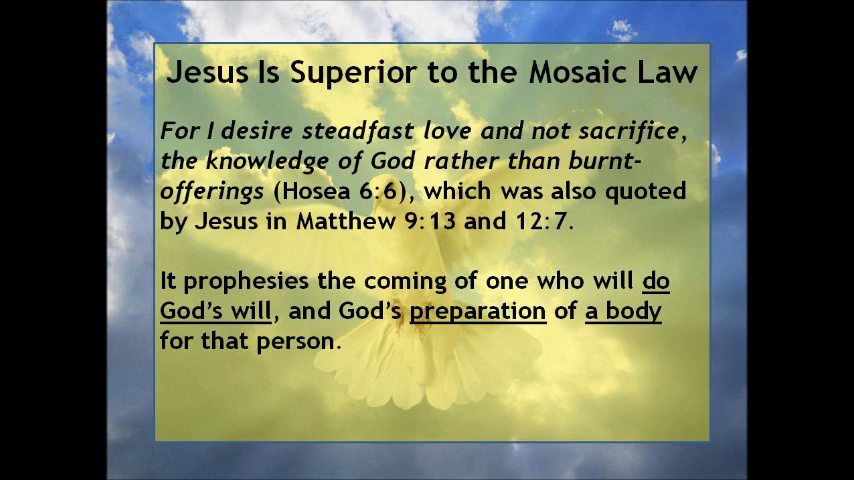 Jesus Is Superior to the Mosaic Law
For I desire steadfast love and not sacrifice,
the knowledge of God rather than burnt-
offerings (Hosea 6:6), which was also quoted
by Jesus in Matthew 9:13 and 12:7.
It prophesies the coming of one who will do
God's will, and God's preparation of a body
for that person.